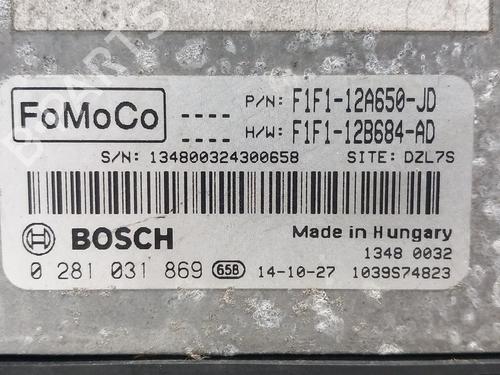 FoMoCo
---- P/N: F1F1-12A650-JD
---- H/W: F1F1-12B684-AD
S/N: 134800324300658 SITE: DZL7S
BOSCH Made in Hungary
1348 0032
0 281 031 869 65B 14-10-27 1039S74823